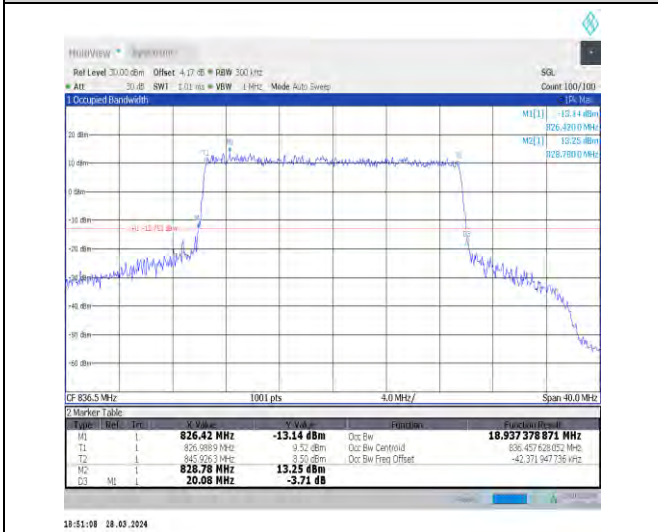 MultiView Spectrum
Ref Level 30.00 dBm Offset 4.17 dB RBW 300 kHz SGL
Att 30 dB SWT 1.01 ms VBW 1 MHz Mode Auto Sweep Count 100/100
1 Occupied Bandwidth 1Pk Max
M1[1] -13.14 dBm
826.4200 MHz
M2[1] 13.25 dBm
828.7800 MHz
20 dBm
10 dBm
0 dBm
-10 dBm
-20 dBm
-30 dBm
-40 dBm
-50 dBm
-60 dBm
CF 836.5 MHz 1001 pts 4.0 MHz/ Span 40.0 MHz
2 Marker Table
Type Ref Trc X-Value Y-Value Function Function Result
M1 1 826.42 MHz -13.14 dBm Occ Bw 18.937 378 871 MHz
T1 1 826.9889 MHz 9.52 dBm Occ Bw Centroid 836.457 628 052 MHz
T2 1 845.9263 MHz 8.50 dBm Occ Bw Freq Offset -42.371 947 736 kHz
M2 1 828.78 MHz 13.25 dBm
D3 M1 1 20.08 MHz -3.71 dB
18:51:08 28.03.2024